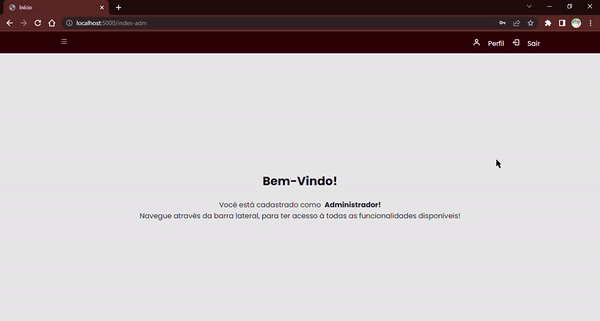 Início
localhost:5000/index-adm
Perfil Sair
Bem-Vindo!
Você está cadastrado como Administrador!
Navegue através da barra lateral, para ter acesso à todas as funcionalidades disponíveis!